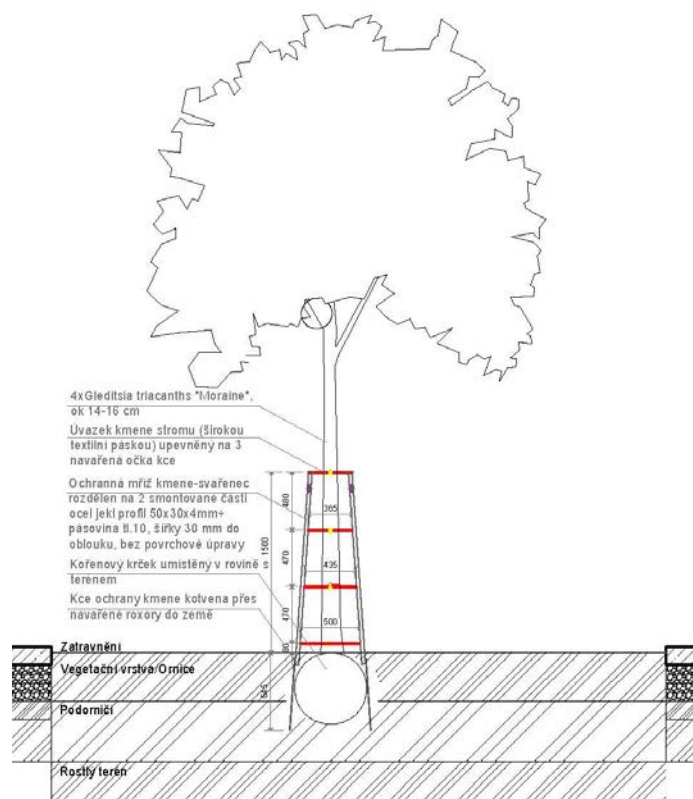 4xGleditsia triacanths "Moraine",
ok 14-16 cm
Úvazek kmene stromu (širokou
textilní páskou) upevněný na 3
navařená očka kce
Ochranná mříž kmene-svařenec
rozdělen na 2 smontované části
ocel jekl profil 50x30x4mm+
pásovina tl.10, šířky 30 mm do
oblouku, bez povrchové úpravy
Kořenový krček umistěný v rovině s
terénem
Kce ochrany kmene kotvena přes
navařené roxory do země
480
365
1500
470
435
470
500
80
Zatravnění
Vegetační vrstva/Ornice
Podorničí
Rostlý terén